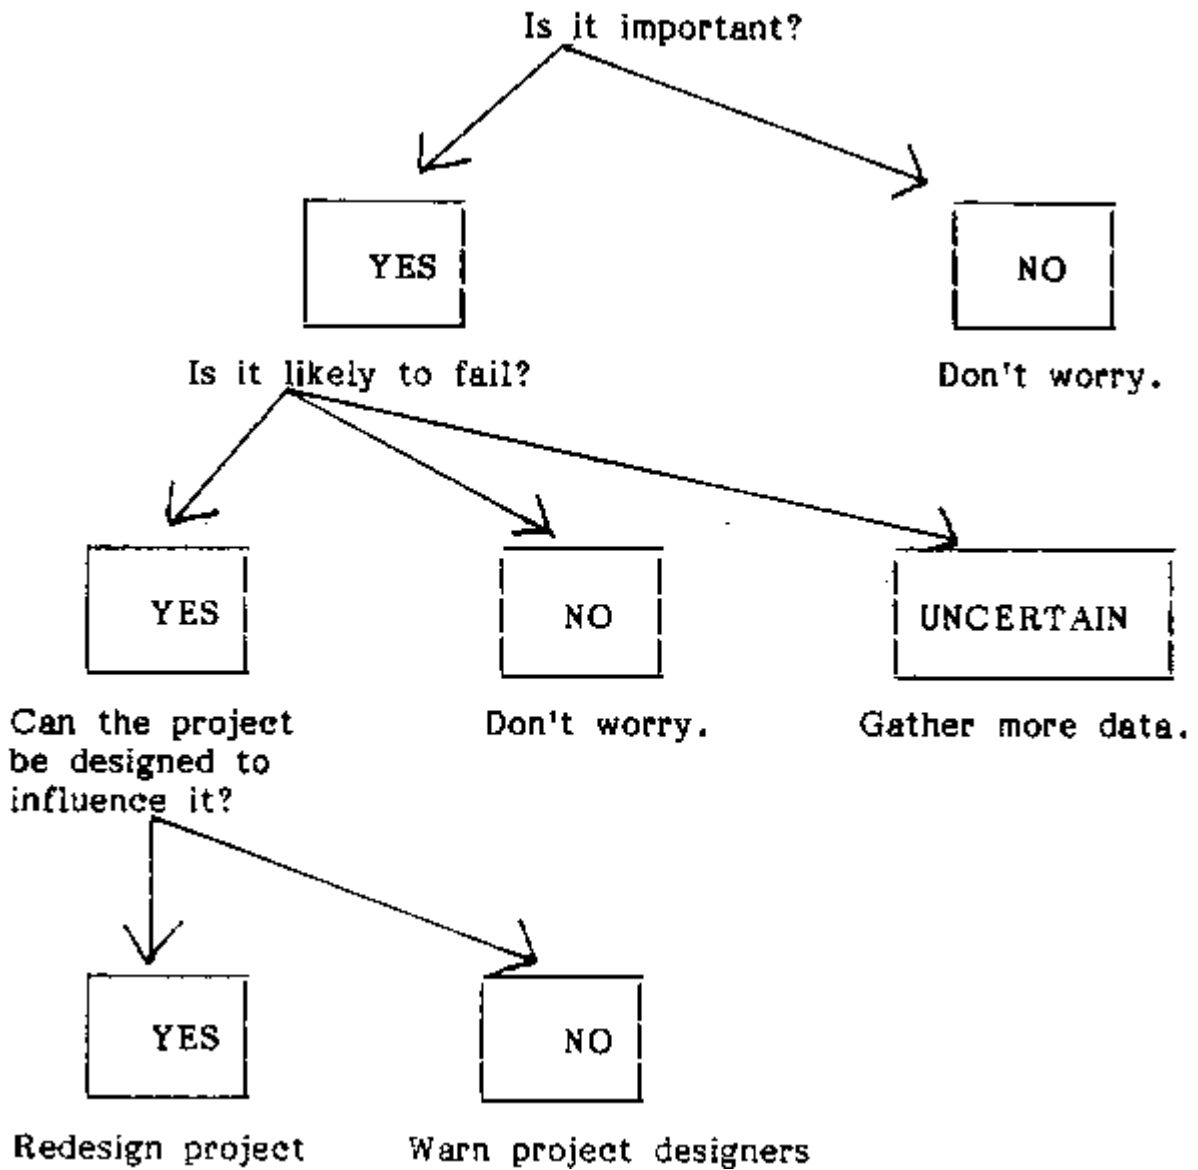 Is it important?
YES
NO
Is it likely to fail?
Don't worry.
YES
NO
UNCERTAIN
Can the project
be designed to
influence it?
Don't worry.
Gather more data.
YES
NO
Redesign project
Warn project designers